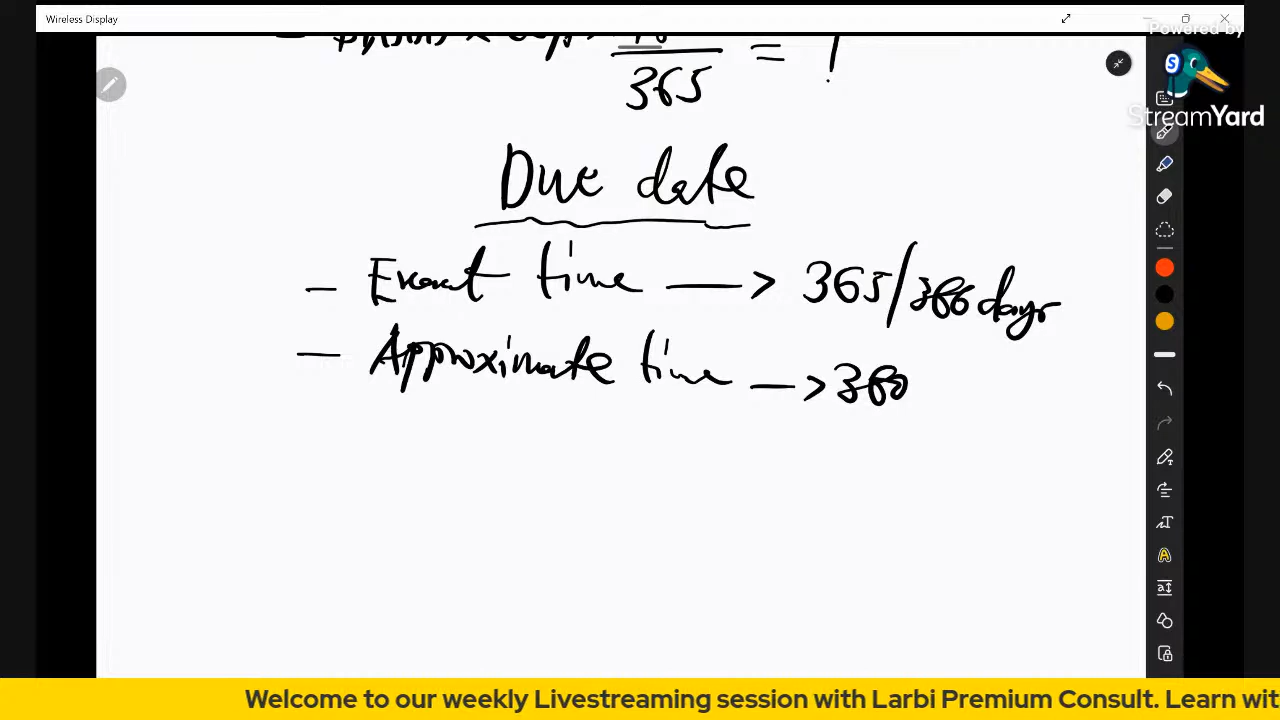 Wireless Display
Powered by
StreamYard
365 = ?
Due date
- Exact time -> 365/366 days
- Approximate time -> 360
Welcome to our weekly Livestreaming session with Larbi Premium Consult. Learn wit